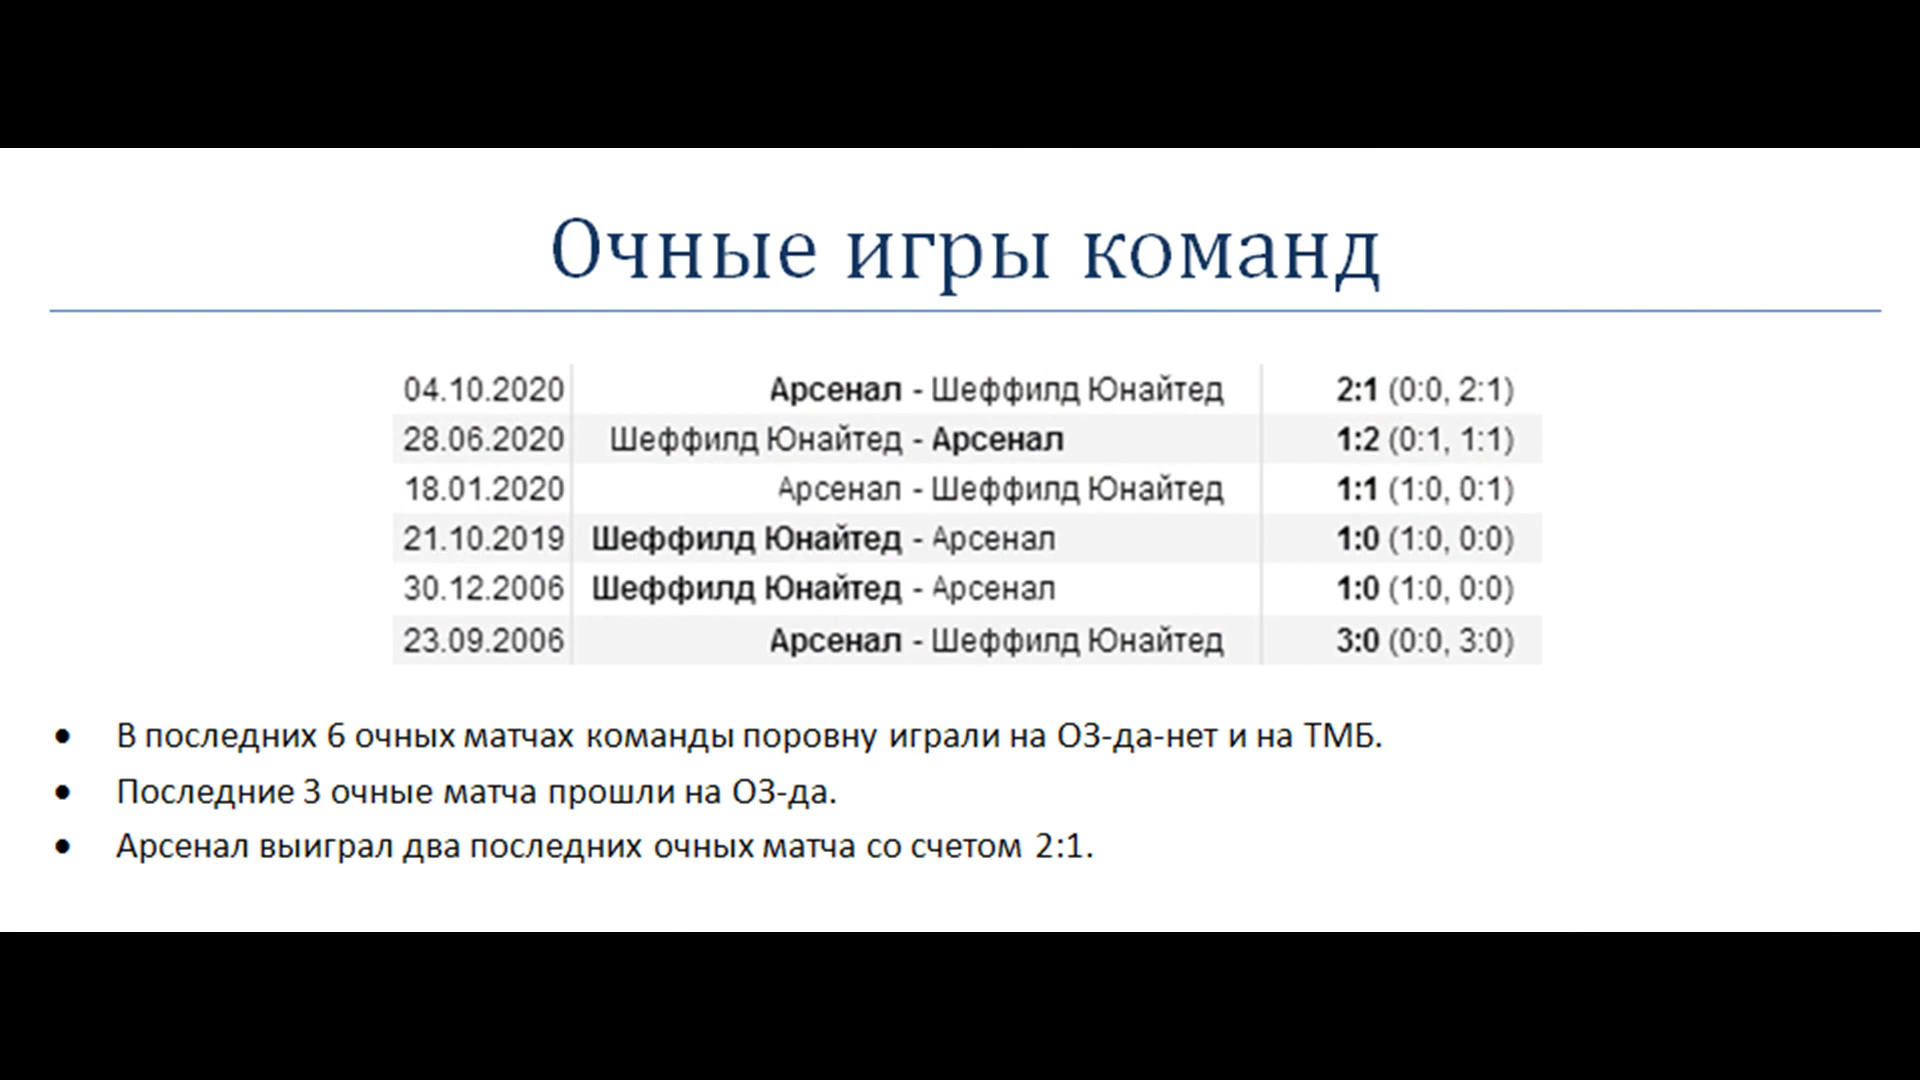 Очные игры команд
04.10.2020 Арсенал - Шеффилд Юнайтед 2:1 (0:0, 2:1)
28.06.2020 Шеффилд Юнайтед - Арсенал 1:2 (0:1, 1:1)
18.01.2020 Арсенал - Шеффилд Юнайтед 1:1 (1:0, 0:1)
21.10.2019 Шеффилд Юнайтед - Арсенал 1:0 (1:0, 0:0)
30.12.2006 Шеффилд Юнайтед - Арсенал 1:0 (1:0, 0:0)
23.09.2006 Арсенал - Шеффилд Юнайтед 3:0 (0:0, 3:0)
• В последних 6 очных матчах команды поровну играли на ОЗ-да-нет и на ТМБ.
• Последние 3 очные матча прошли на ОЗ-да.
• Арсенал выиграл два последних очных матча со счетом 2:1.